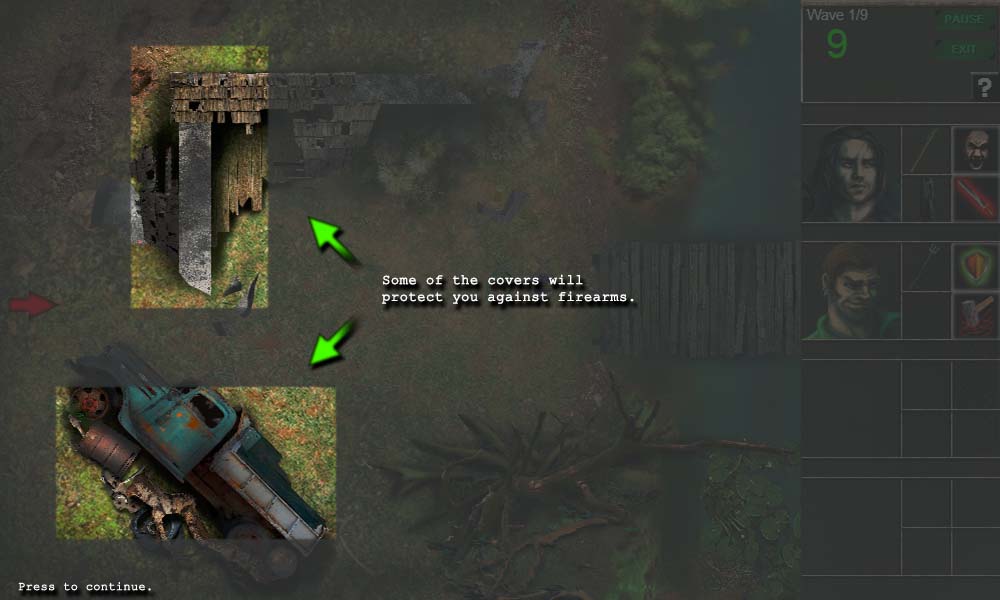 Wave 1/9
PAUSE
9
EXIT
?
Some of the covers will
protect you against firearms.
Press to continue.